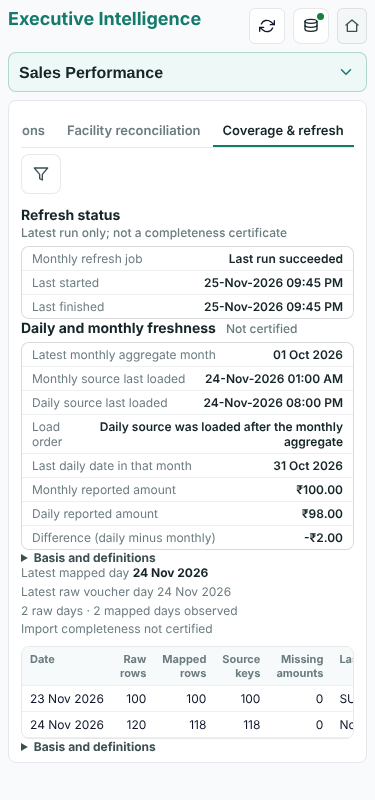 Executive Intelligence
Sales Performance
ons Facility reconciliation Coverage & refresh
Refresh status
Latest run only; not a completeness certificate
Monthly refresh job Last run succeeded
Last started 25-Nov-2026 09:45 PM
Last finished 25-Nov-2026 09:45 PM
Daily and monthly freshness Not certified
Latest monthly aggregate month 01 Oct 2026
Monthly source last loaded 24-Nov-2026 01:00 AM
Daily source last loaded 24-Nov-2026 08:00 PM
Load order Daily source was loaded after the monthly aggregate
Last daily date in that month 31 Oct 2026
Monthly reported amount ₹100.00
Daily reported amount ₹98.00
Difference (daily minus monthly) -₹2.00
Basis and definitions
Latest mapped day 24 Nov 2026
Latest raw voucher day 24 Nov 2026
2 raw days · 2 mapped days observed
Import completeness not certified
Date Raw rows Mapped rows Source keys Missing amounts
23 Nov 2026 100 100 100 0 SU
24 Nov 2026 120 118 118 0 No
Basis and definitions